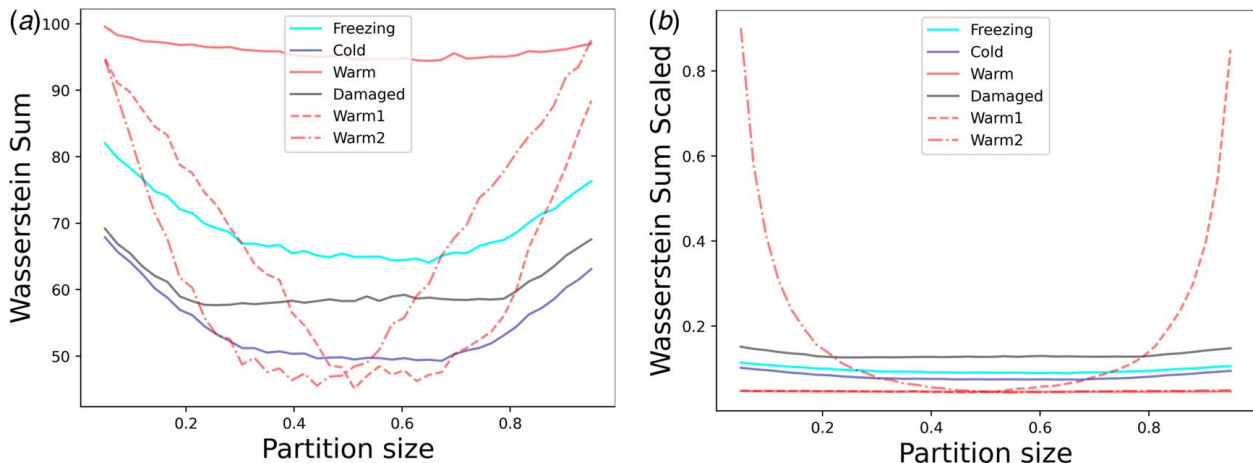 (a)
Wasserstein Sum
100
90
80
70
60
50
Freezing
Cold
Warm
Damaged
Warm1
Warm2
0.2
0.4
0.6
0.8
Partition size
(b)
Wasserstein Sum Scaled
0.8
0.6
0.4
0.2
Freezing
Cold
Warm
Damaged
Warm1
Warm2
0.2
0.4
0.6
0.8
Partition size